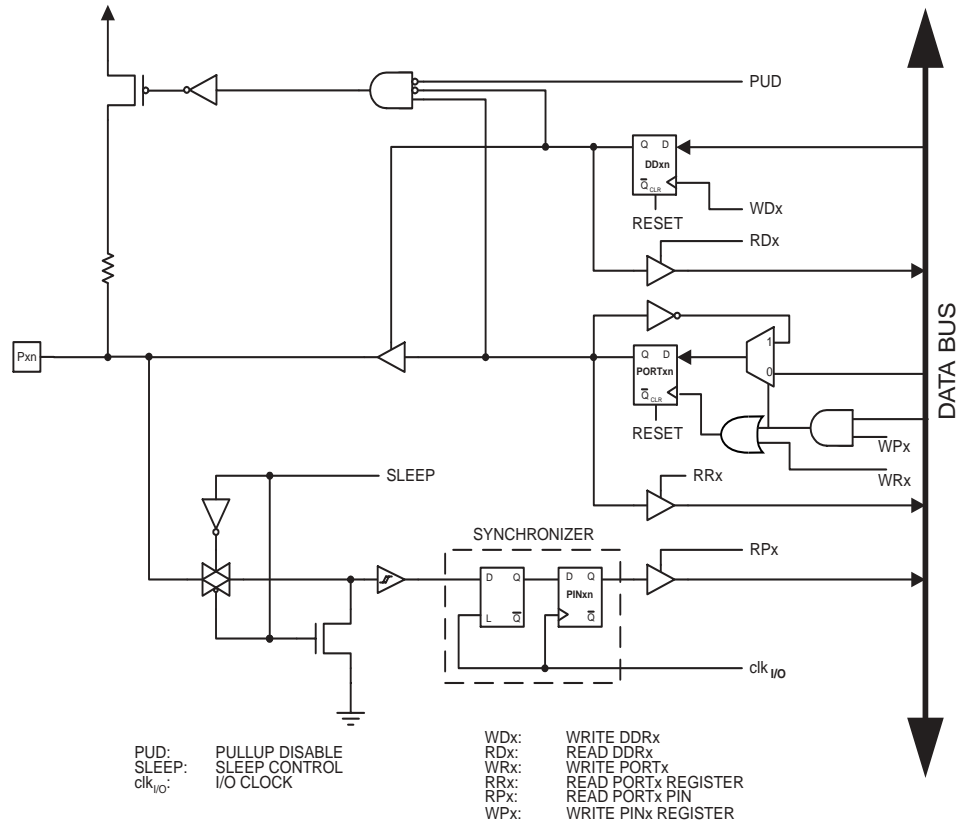 PUD
Q D
DDxn
Q CLR
WDx
RESET
RDx
Pxn
1
0
Q D
PORTxn
Q CLR
RESET
WPx
WRx
DATA BUS
SLEEP
RRx
SYNCHRONIZER
RPx
D Q
L Q
D Q
PINxn
Q
clk I/O
PUD: PULLUP DISABLE
SLEEP: SLEEP CONTROL
clkI/O: I/O CLOCK
WDx: WRITE DDRx
RDx: READ DDRx
WRx: WRITE PORTx
RRx: READ PORTx REGISTER
RPx: READ PORTx PIN
WPx: WRITE PINx REGISTER